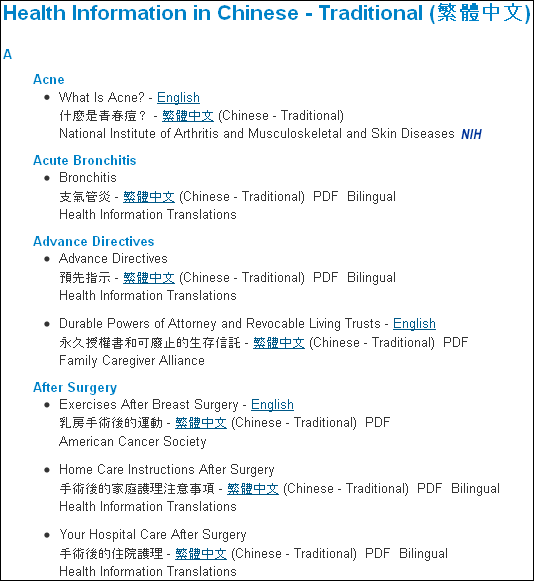 Health Information in Chinese - Traditional (繁體中文)
A
Acne
What Is Acne? - English
什麼是青春痘？ - 繁體中文 (Chinese - Traditional)
National Institute of Arthritis and Musculoskeletal and Skin Diseases NIH
Acute Bronchitis
Bronchitis
支氣管炎 - 繁體中文 (Chinese - Traditional) PDF Bilingual
Health Information Translations
Advance Directives
Advance Directives
預先指示 - 繁體中文 (Chinese - Traditional) PDF Bilingual
Health Information Translations
Durable Powers of Attorney and Revocable Living Trusts - English
永久授權書和可廢止的生存信託 - 繁體中文 (Chinese - Traditional) PDF
Family Caregiver Alliance
After Surgery
Exercises After Breast Surgery - English
乳房手術後的運動 - 繁體中文 (Chinese - Traditional) PDF
American Cancer Society
Home Care Instructions After Surgery
手術後的家庭護理注意事項 - 繁體中文 (Chinese - Traditional) PDF Bilingual
Health Information Translations
Your Hospital Care After Surgery
手術後的住院護理 - 繁體中文 (Chinese - Traditional) PDF Bilingual
Health Information Translations